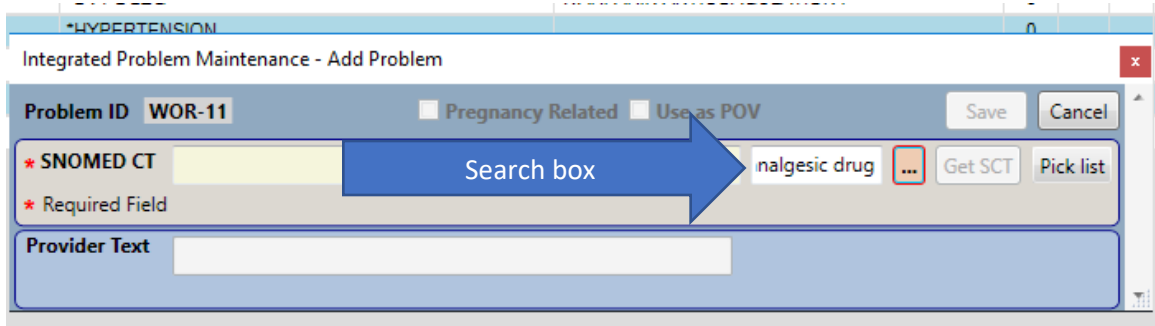 *HYPERTENSION 0
Integrated Problem Maintenance - Add Problem x
Problem ID WOR-11 Pregnancy Related Use as POV Save Cancel
* SNOMED CT Search box nalgesic drug ... Get SCT Pick list
* Required Field
Provider Text